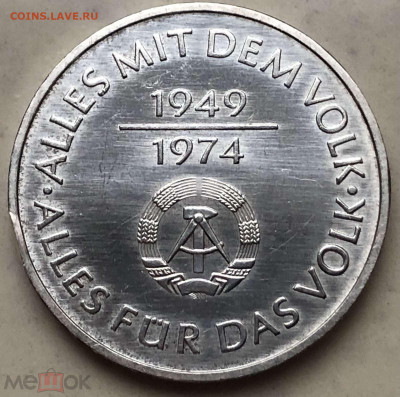 COINS.LAVE.RU
· ALLES MIT DEM VOLK ·
1949
1974
ALLES FÜR DAS VOLK
мешок